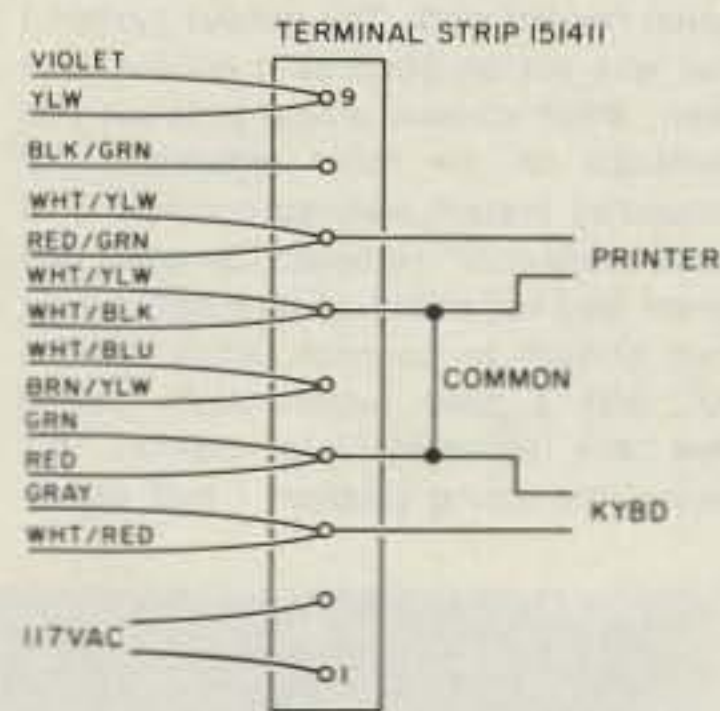 TERMINAL STRIP 151411
VIOLET
YLW
9
BLK/GRN
WHT/YLW
RED/GRN
PRINTER
WHT/YLW
WHT/BLK
WHT/BLU
COMMON
BRN/YLW
GRN
RED
GRAY
KYBD
WHT/RED
117VAC
1